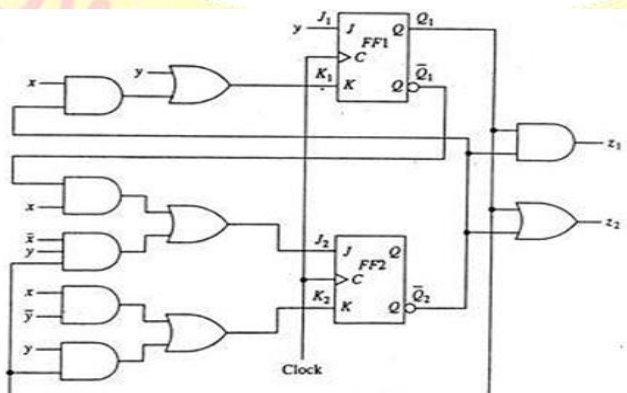 J₁
Q₁
y
J
Q
FF1
C
x
y
K₁
K
Q
Q̄₁
z₁
x
z₂
x̄
y
J₂
J
Q
FF2
C
x
ȳ
K₂
K
Q
Q̄₂
y
Clock